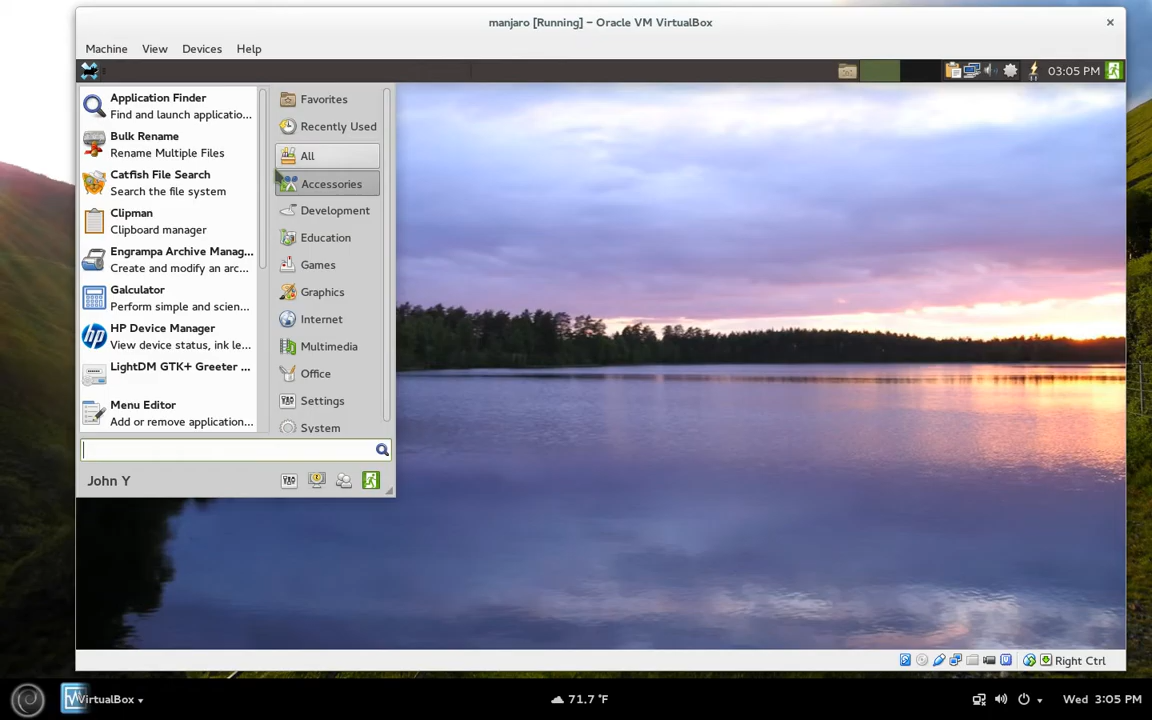 manjaro [Running] – Oracle VM VirtualBox
Machine View Devices Help
03:05 PM
Application Finder
Find and launch applicatio...
Bulk Rename
Rename Multiple Files
Catfish File Search
Search the file system
Clipman
Clipboard manager
Engrampa Archive Manag...
Create and modify an arc...
Galculator
Perform simple and scien...
HP Device Manager
View device status, ink le...
LightDM GTK+ Greeter ...
Menu Editor
Add or remove application...
Favorites
Recently Used
All
Accessories
Development
Education
Games
Graphics
Internet
Multimedia
Office
Settings
System
John Y
Right Ctrl
VirtualBox
71.7 °F
Wed 3:05 PM